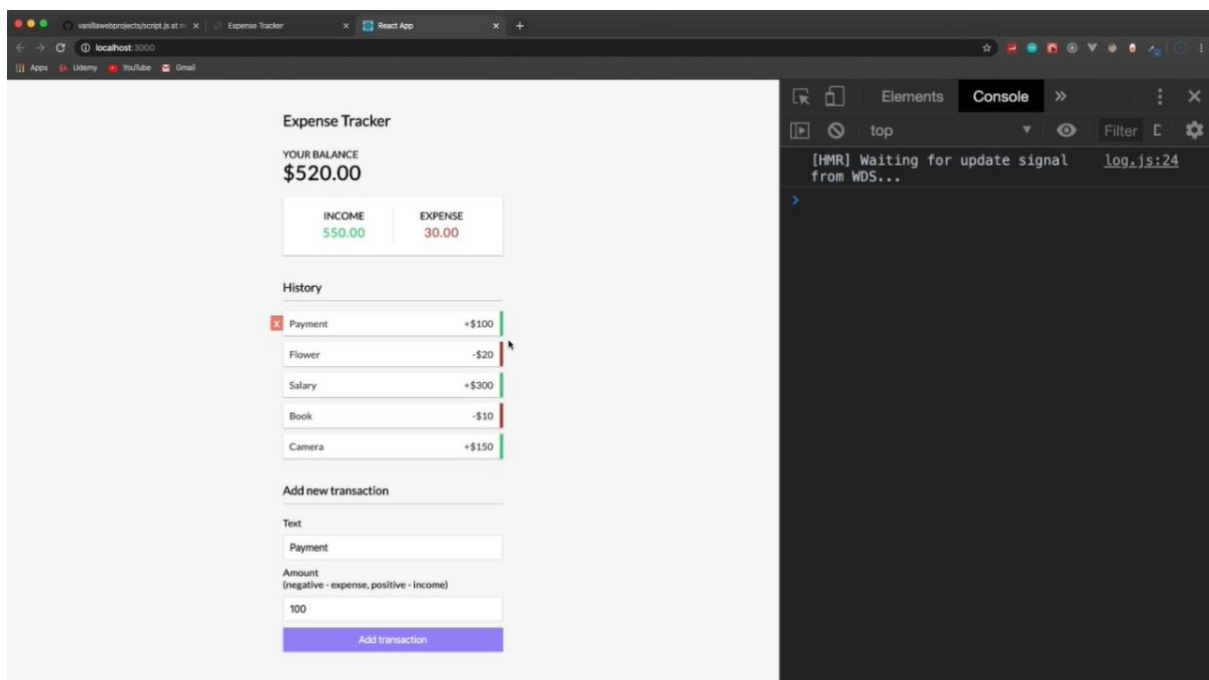 vanillawebprojects/script.js at m
Expense Tracker
React App
localhost:3000
Apps
Udemy
YouTube
Gmail
Elements
Console
top
Filter
[HMR] Waiting for update signal
from WDS...
log.js:24
Expense Tracker
YOUR BALANCE
$520.00
INCOME
EXPENSE
550.00
30.00
History
X
Payment
+$100
Flower
-$20
Salary
+$300
Book
-$10
Camera
+$150
Add new transaction
Text
Payment
Amount
(negative - expense, positive - income)
100
Add transaction